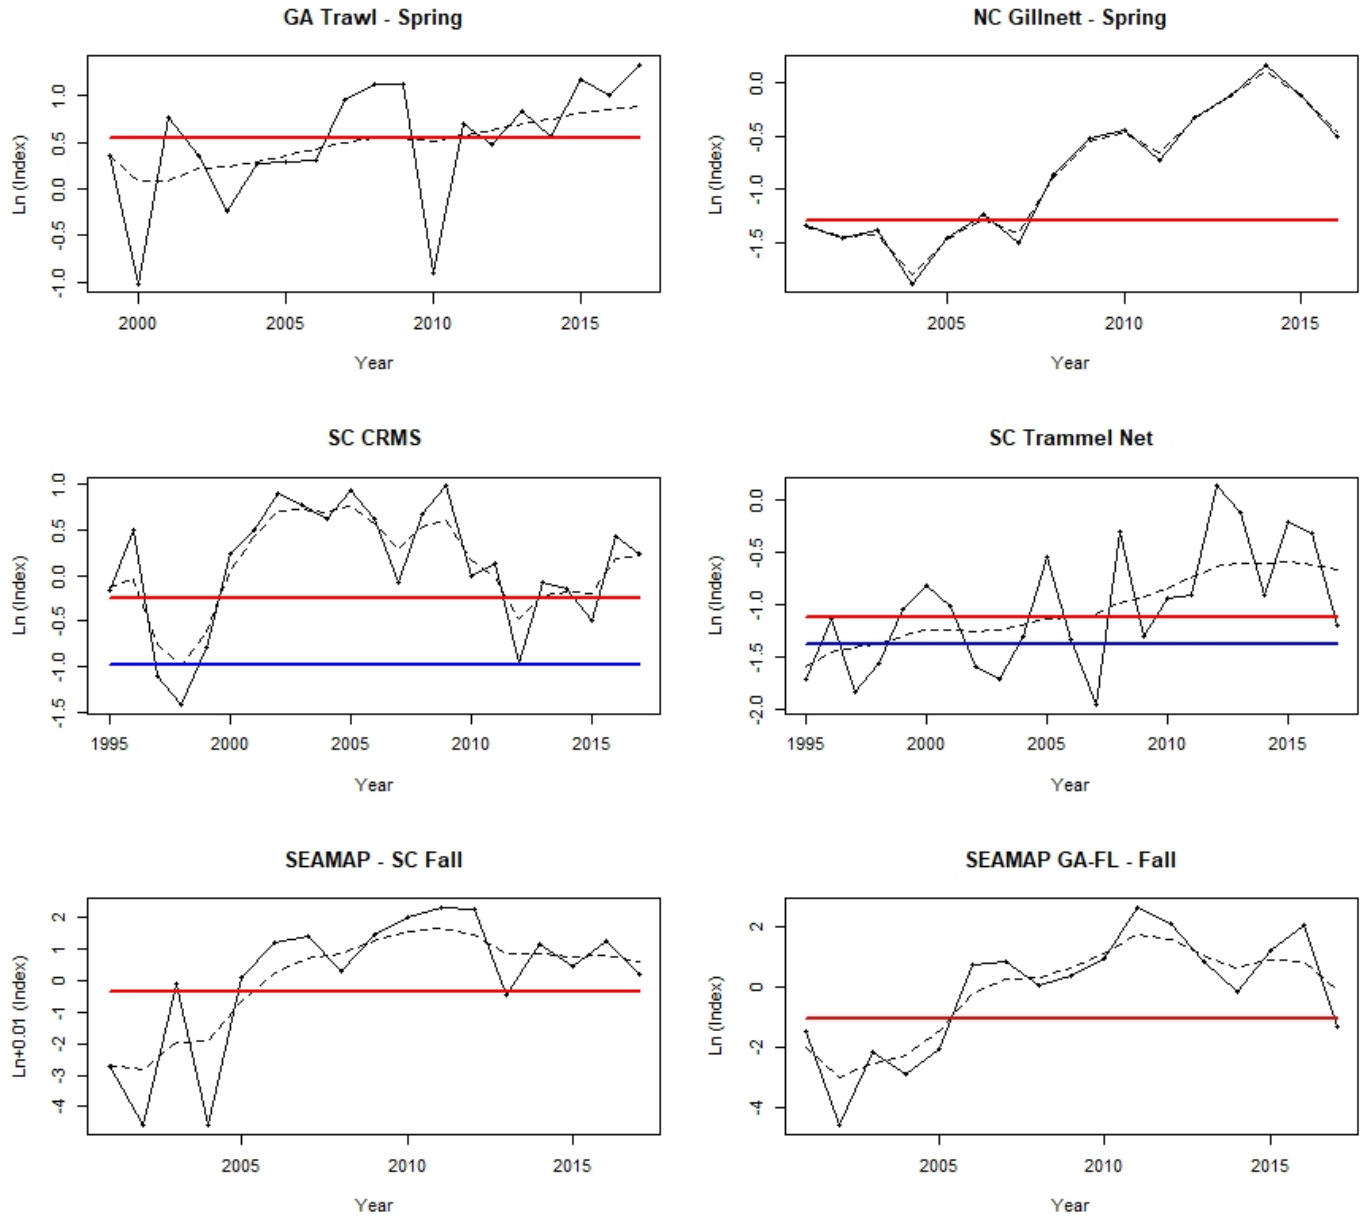 GA Trawl - Spring
Ln (Index)
1.0
0.5
0.0
-0.5
-1.0
2000 2005 2010 2015
Year
NC Gillnett - Spring
Ln (Index)
0.0
-0.5
-1.0
-1.5
2005 2010 2015
Year
SC CRMS
Ln (Index)
1.0
0.5
0.0
-0.5
-1.0
-1.5
1995 2000 2005 2010 2015
Year
SC Trammel Net
Ln (Index)
0.0
-0.5
-1.0
-1.5
-2.0
1995 2000 2005 2010 2015
Year
SEAMAP - SC Fall
Ln+0.01 (Index)
2
1
0
-1
-2
-3
-4
2005 2010 2015
Year
SEAMAP GA-FL - Fall
Ln (Index)
2
0
-2
-4
2005 2010 2015
Year